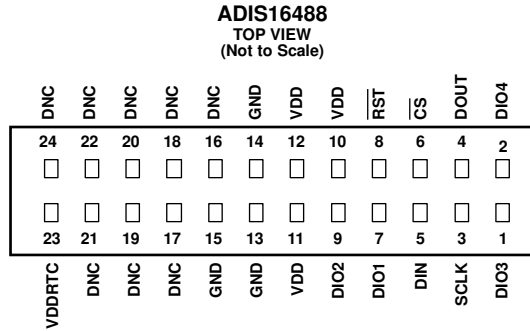 ADIS16488
TOP VIEW
(Not to Scale)
DNC DNC DNC DNC DNC GND VDD VDD RST CS DOUT DIO4
24 22 20 18 16 14 12 10 8 6 4 2
23 21 19 17 15 13 11 9 7 5 3 1
VDDRTC DNC DNC DNC GND GND VDD DIO2 DIO1 DIN SCLK DIO3